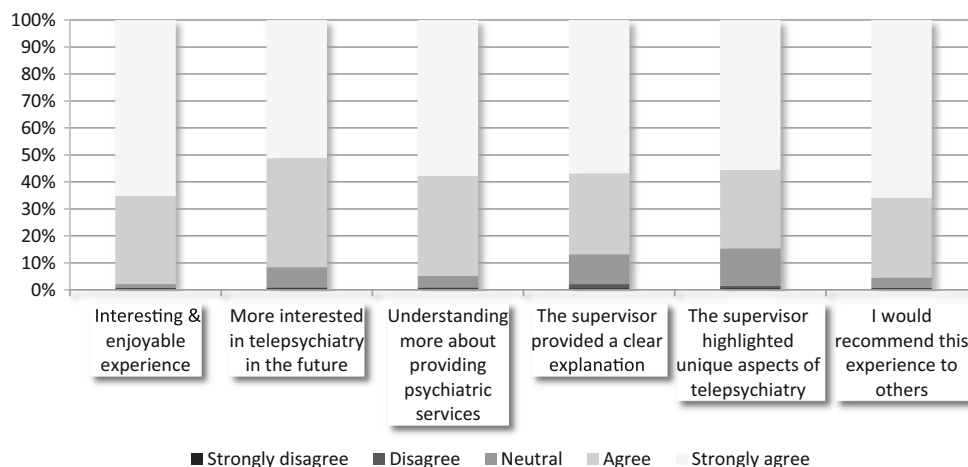 100%
90%
80%
70%
60%
50%
40%
30%
20%
10%
0%
Interesting &
enjoyable
experience
More interested
in telepsychiatry
in the future
Understanding
more about
providing
psychiatric
services
The supervisor
provided a clear
explanation
The supervisor
highlighted
unique aspects of
telepsychiatry
I would
recommend this
experience to
others
Strongly disagree Disagree Neutral Agree Strongly agree